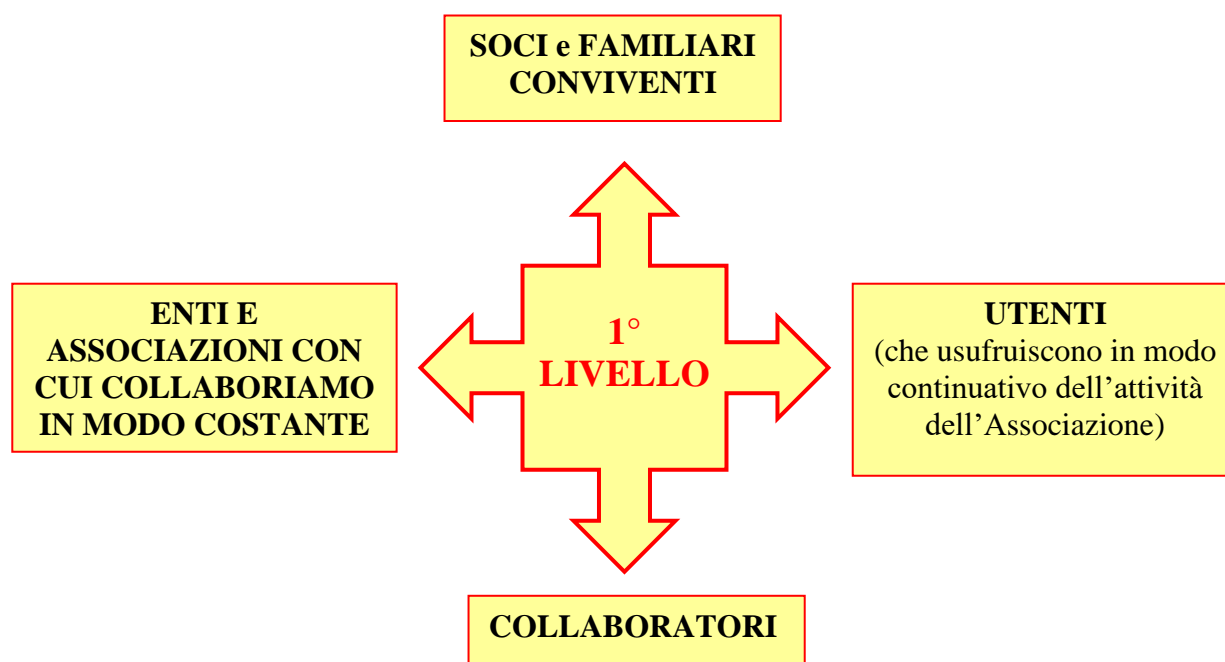 SOCI e FAMILIARI
CONVIVENTI
ENTI E
ASSOCIAZIONI CON
CUI COLLABORIAMO
IN MODO COSTANTE
1°
LIVELLO
UTENTI
(che usufruiscono in modo
continuativo dell’attività
dell’Associazione)
COLLABORATORI